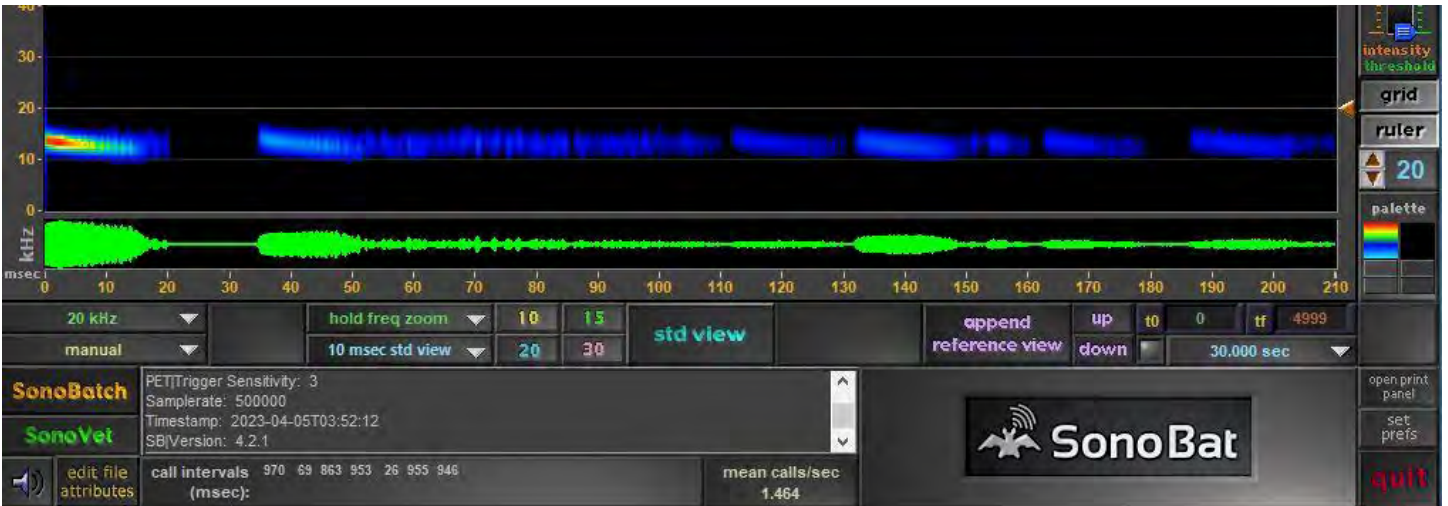 40
30
20
10
0
kHz
msec
0 10 20 30 40 50 60 70 80 90 100 110 120 130 140 150 160 170 180 190 200 210
intensity
threshold
grid
ruler
20
palette
20 kHz
manual
hold freq zoom
10 msec std view
10 15
20 30
std view
append
reference view
up
down
t0 0 tf 4999
30.000 sec
SonoBatch
SonoVet
PET|Trigger Sensitivity: 3
Samplerate: 500000
Timestamp: 2023-04-05T03:52:12
SB|Version: 4.2.1
edit file
attributes
call intervals 970 69 863 953 26 955 946
(msec):
mean calls/sec
1.464
SonoBat
open print
panel
set
prefs
quit